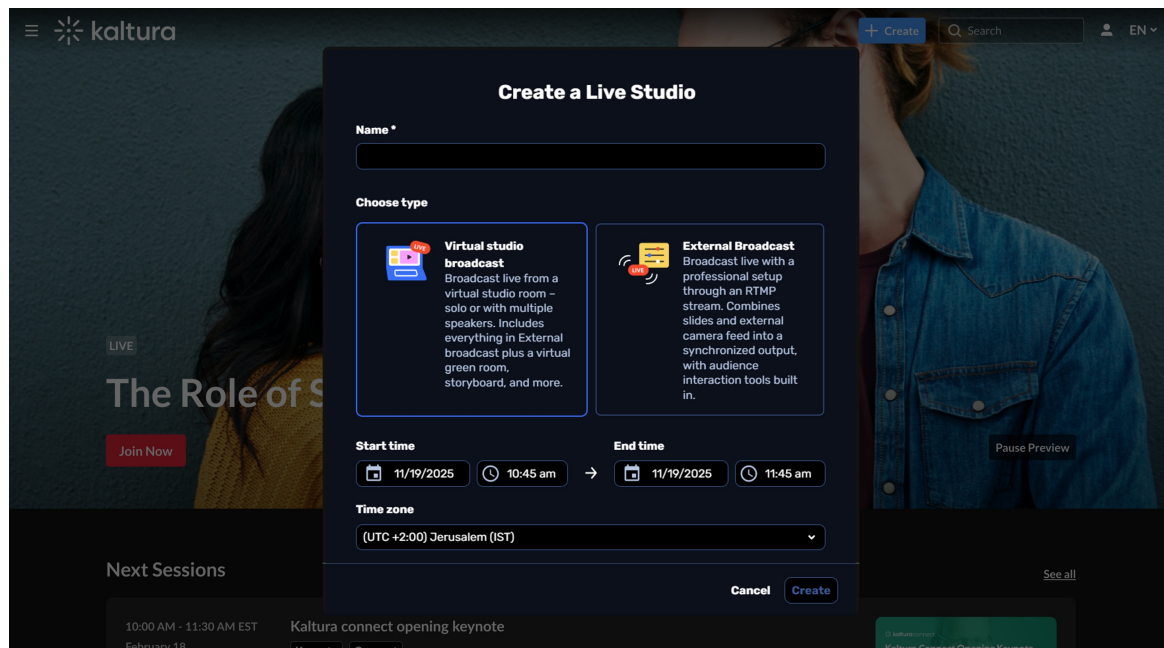 kaltura
+ Create
Search
EN
Create a Live Studio
Name *
Choose type
LIVE
Virtual studio
broadcast
Broadcast live from a
virtual studio room –
solo or with multiple
speakers. Includes
everything in External
broadcast plus a virtual
green room,
storyboard, and more.
LIVE
External Broadcast
Broadcast live with a
professional setup
through an RTMP
stream. Combines
slides and external
camera feed into a
synchronized output,
with audience
interaction tools built
in.
LIVE
The Role of S
Join Now
Pause Preview
Start time
End time
11/19/2025 10:45 am → 11/19/2025 11:45 am
Time zone
(UTC +2:00) Jerusalem (IST)
Cancel Create
Next Sessions
See all
10:00 AM - 11:30 AM EST
Kaltura connect opening keynote
February 18
Kaltura Connect Opening Keynote